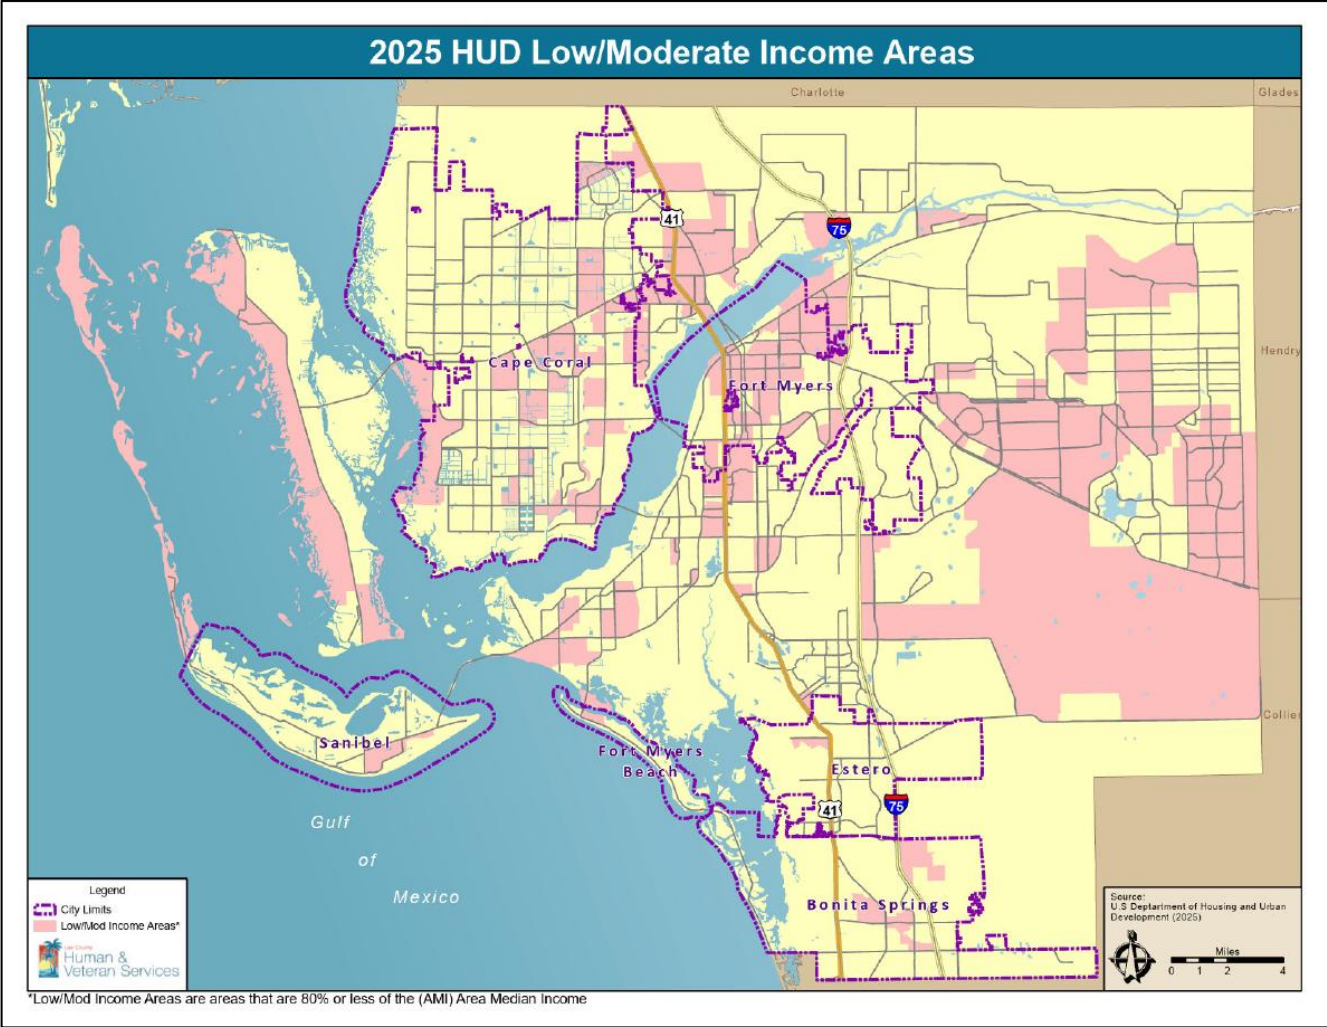 2025 HUD Low/Moderate Income Areas
Charlotte
Glades
41
75
Hendry
Cape Coral
Fort Myers
Collier
Sanibel
Fort Myers
Beach
Estero
41
75
Gulf
of
Mexico
Bonita Springs
Legend
City Limits
Low/Mod Income Areas*
Lee County
Human &
Veteran Services
Source:
U.S Deptartment of Housing and Urban
Development (2025)
Miles
0 1 2 4
*Low/Mod Income Areas are areas that are 80% or less of the (AMI) Area Median Income